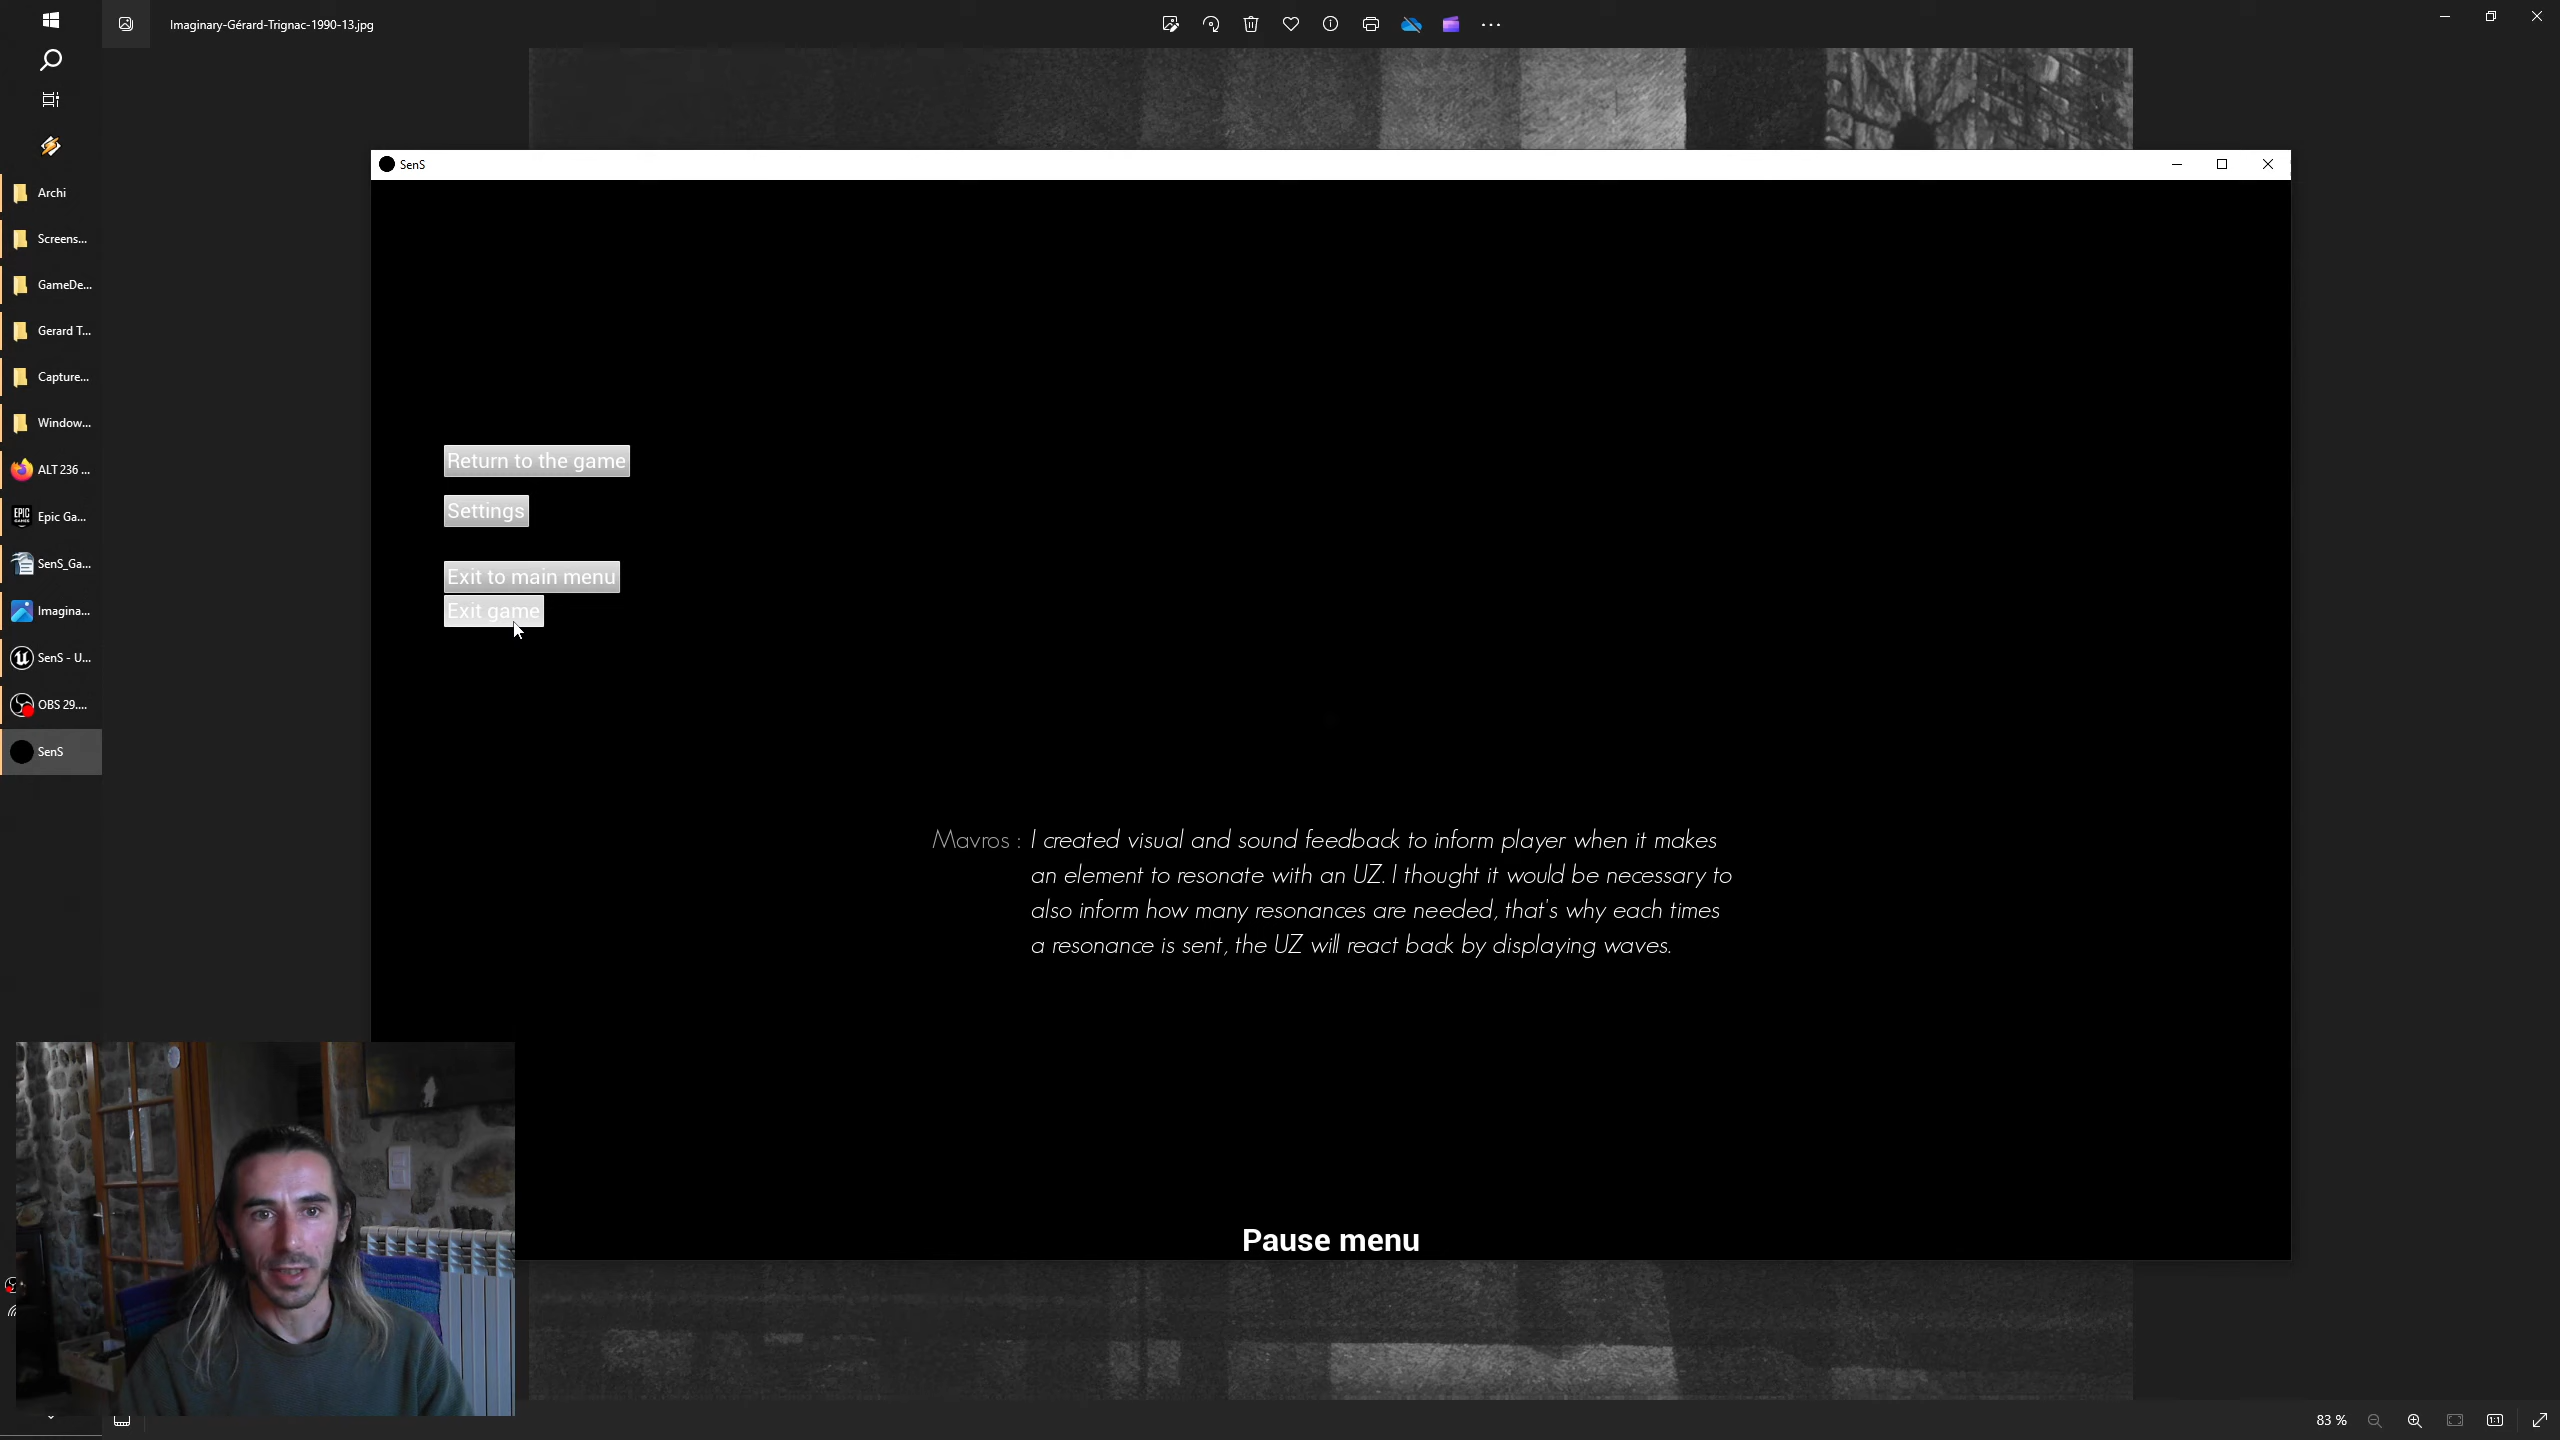 Imaginary-Gérard-Trignac-1990-13.jpg
SenS
Archi
Screens...
GameDe...
Gerard T...
Capture...
Window...
ALT 236 ...
EPIC GAMES
Epic Ga...
SenS_Ga...
Imagina...
SenS - U...
OBS 29....
SenS
Return to the game
Settings
Exit to main menu
Exit game
Mavros : I created visual and sound feedback to inform player when it makes
an element to resonate with an UZ. I thought it would be necessary to
also inform how many resonances are needed, that's why each times
a resonance is sent, the UZ will react back by displaying waves.
Pause menu
83 %
1:1